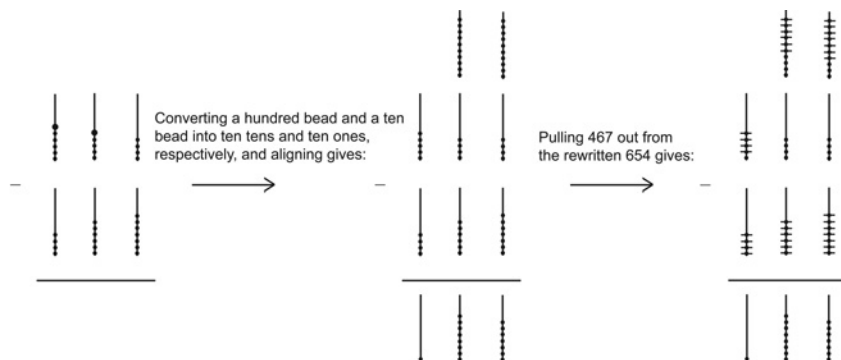 Converting a hundred bead and a ten
bead into ten tens and ten ones,
respectively, and aligning gives:
Pulling 467 out from
the rewritten 654 gives: